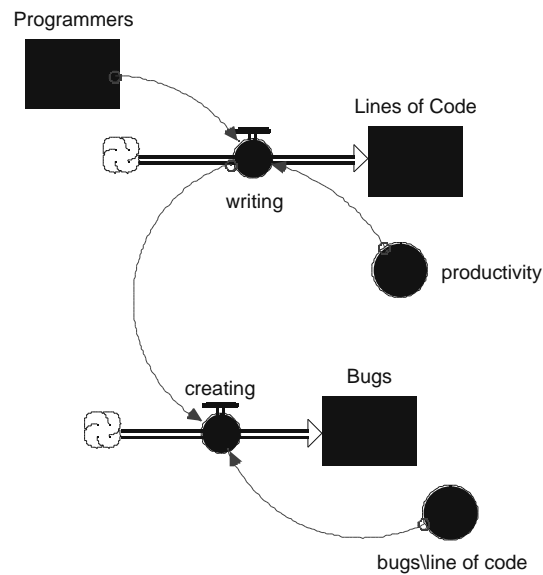 Programmers
Lines of Code
writing
productivity
creating
Bugs
bugs\line of code